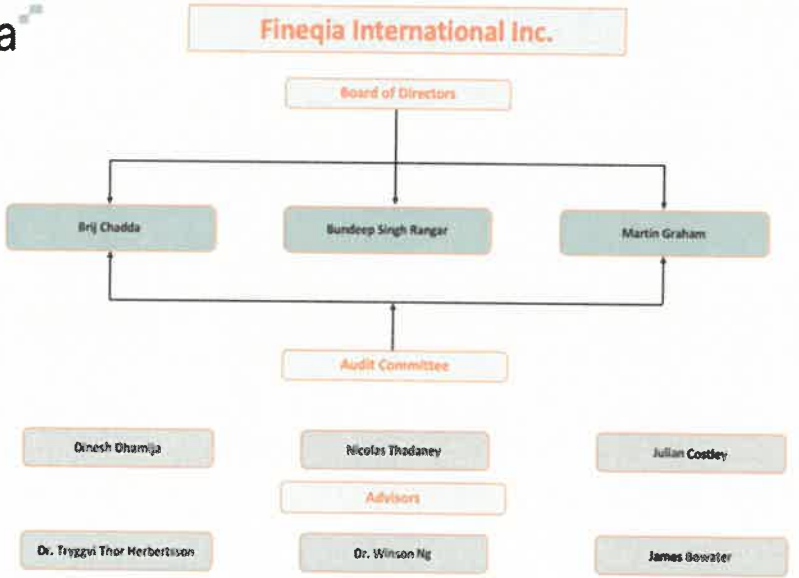 a
Fineqia International Inc.
Board of Directors
Brij Chadda
Bundeep Singh Rangar
Martin Graham
Audit Committee
Dinesh Dhamija
Nicolas Thadaney
Julian Costley
Advisors
Dr. Tryggvi Thor Herbertsson
Dr. Winson Ng
James Bowater